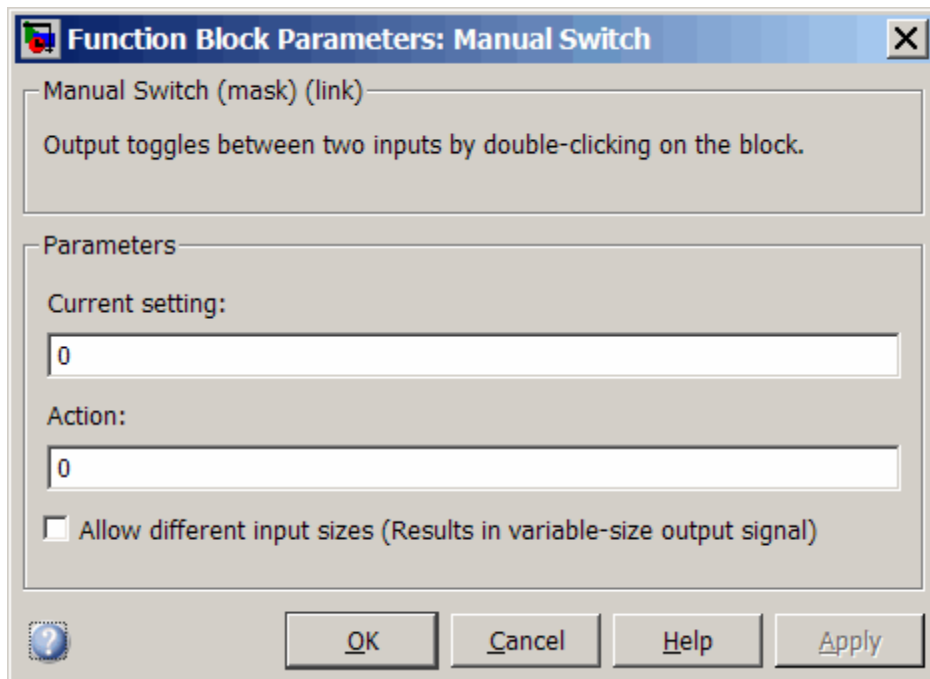 Function Block Parameters: Manual Switch
Manual Switch (mask) (link)
Output toggles between two inputs by double-clicking on the block.
Parameters
Current setting:
0
Action:
0
Allow different input sizes (Results in variable-size output signal)
OK Cancel Help Apply